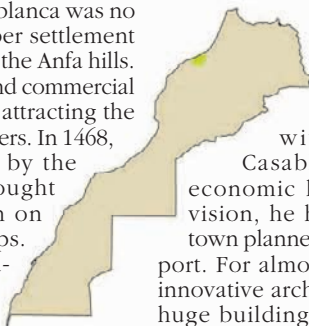 blanca was no
per settlement
the Anfa hills.
nd commercial
attracting the
ers. In 1468,
by the
ought
n on
ps.
-
wi
Casab
economic
vision, he h
town planne
port. For almo
innovative arch
huge building